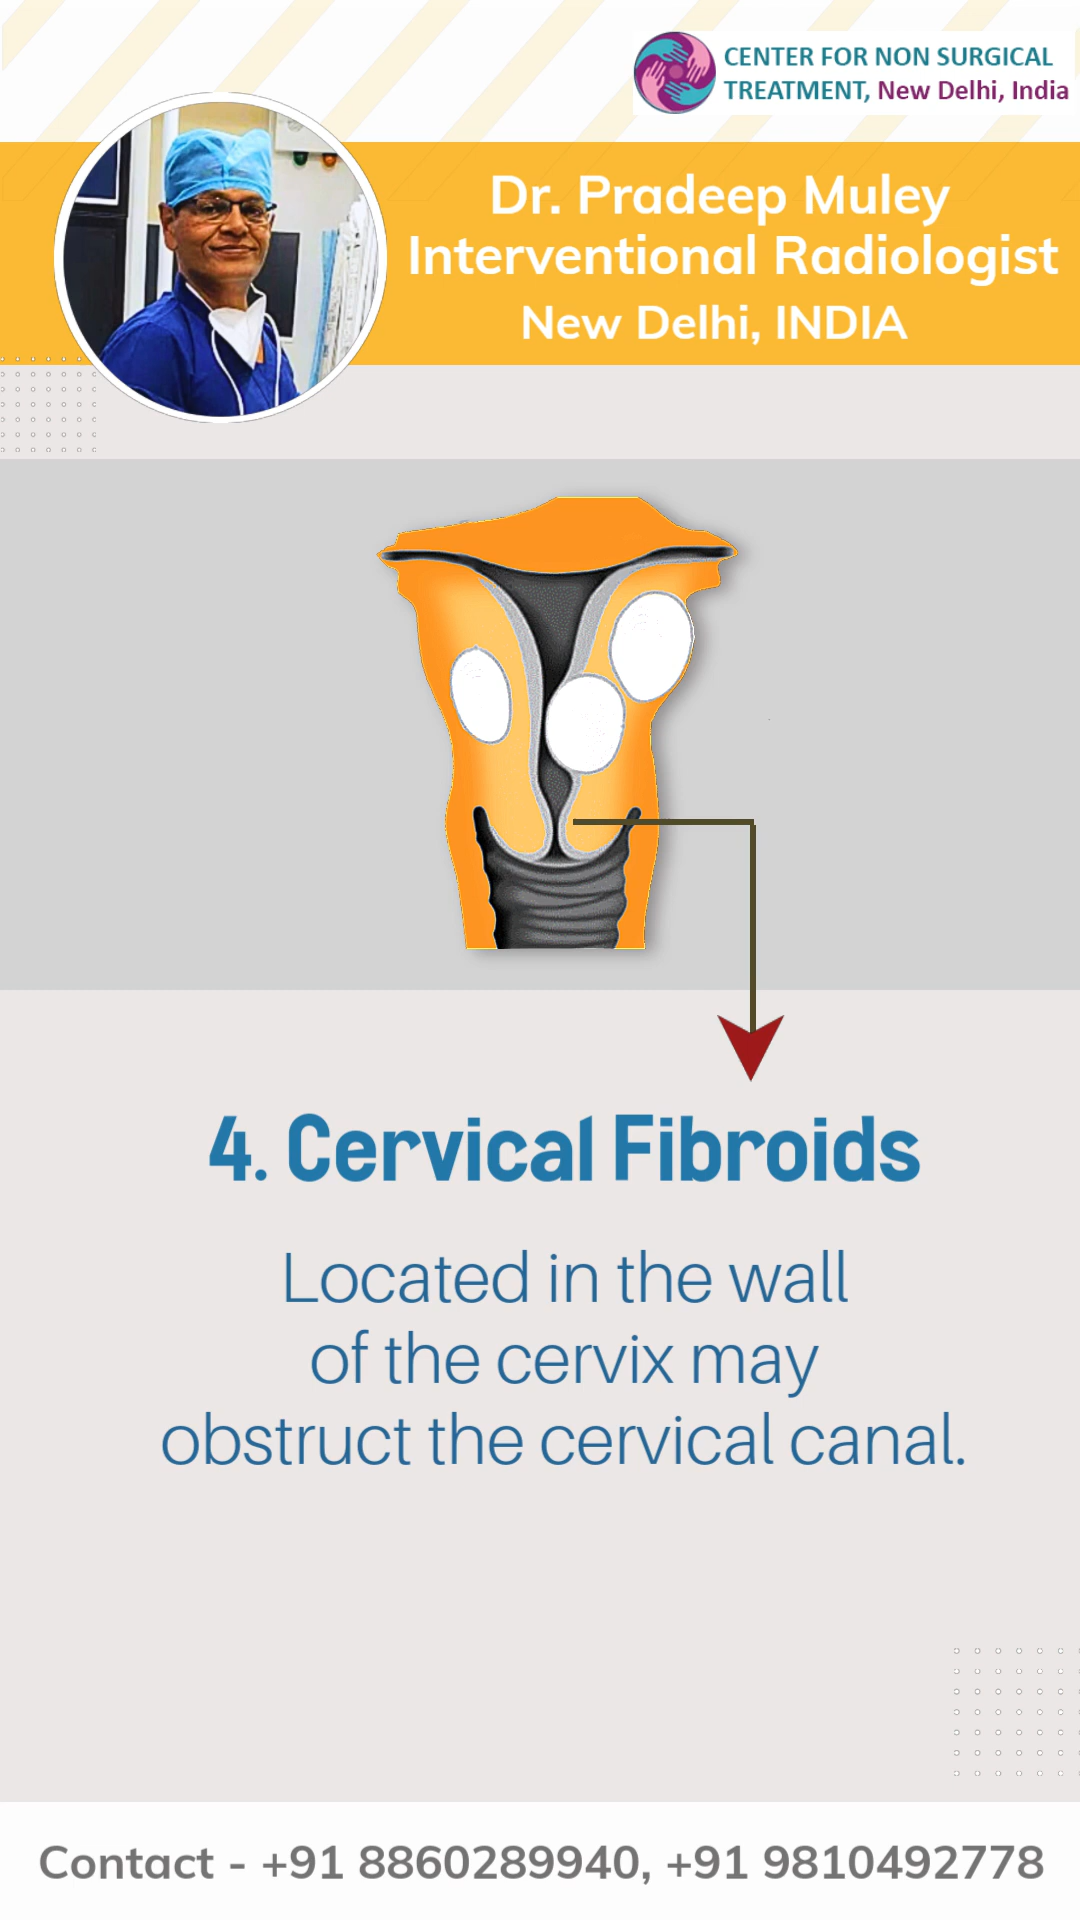 CENTER FOR NON SURGICAL
TREATMENT, New Delhi, India
Dr. Pradeep Muley
Interventional Radiologist
New Delhi, INDIA
4. Cervical Fibroids
Located in the wall
of the cervix may
obstruct the cervical canal.
Contact - +91 8860289940, +91 9810492778